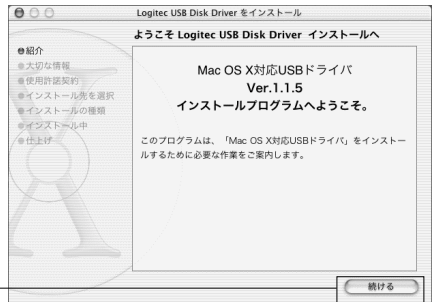 Logitec USB Disk Driver をインストール
ようこそ Logitec USB Disk Driver インストールへ
紹介
大切な情報
使用許諾契約
インストール先を選択
インストールの種類
インストール中
仕上げ
Mac OS X対応USBドライバ
Ver.1.1.5
インストールプログラムへようこそ。
このプログラムは、「Mac OS X対応USBドライバ」をインストー
ルするために必要な作業をご案内します。
続ける